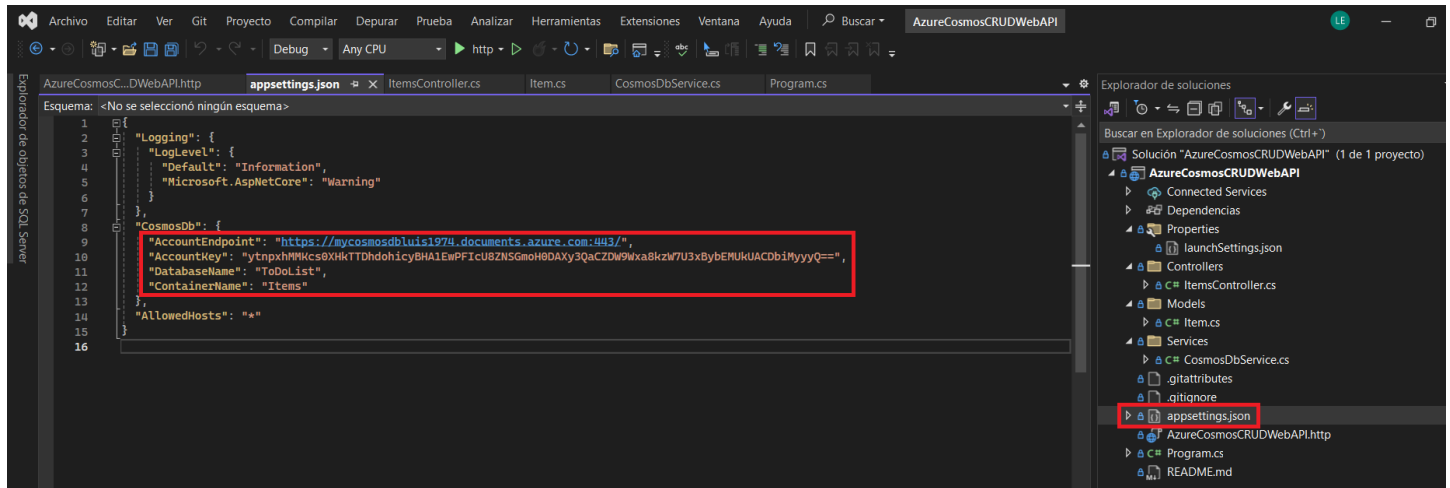 Archivo Editar Ver Git Proyecto Compilar Depurar Prueba Analizar Herramientas Extensiones Ventana Ayuda Buscar AzureCosmosCRUDWebAPI LE
Debug Any CPU http
AzureCosmosC...DWebAPI.http appsettings.json ItemsController.cs Item.cs CosmosDbService.cs Program.cs
Esquema: <No se seleccionó ningún esquema>
Explorador de objetos de SQL Server
1 {
2 "Logging": {
3 "LogLevel": {
4 "Default": "Information",
5 "Microsoft.AspNetCore": "Warning"
6 }
7 },
8 "CosmosDb": {
9 "AccountEndpoint": "https://mycosmosdbluis1974.documents.azure.com:443/",
10 "AccountKey": "ytnpxhMMKcs0XHkTTDhdohicyBHA1EwPFIcU8ZNSGmoH0DAXy3QaCZDW9Wxa8kzW7U3xBybEMUkUACDbiMyyyQ==",
11 "DatabaseName": "ToDoList",
12 "ContainerName": "Items"
13 },
14 "AllowedHosts": "*"
15 }
16
Explorador de soluciones
Buscar en Explorador de soluciones (Ctrl+¨)
Solución "AzureCosmosCRUDWebAPI" (1 de 1 proyecto)
AzureCosmosCRUDWebAPI
Connected Services
Dependencias
Properties
launchSettings.json
Controllers
C# ItemsController.cs
Models
C# Item.cs
Services
C# CosmosDbService.cs
.gitattributes
.gitignore
appsettings.json
AzureCosmosCRUDWebAPI.http
C# Program.cs
README.md